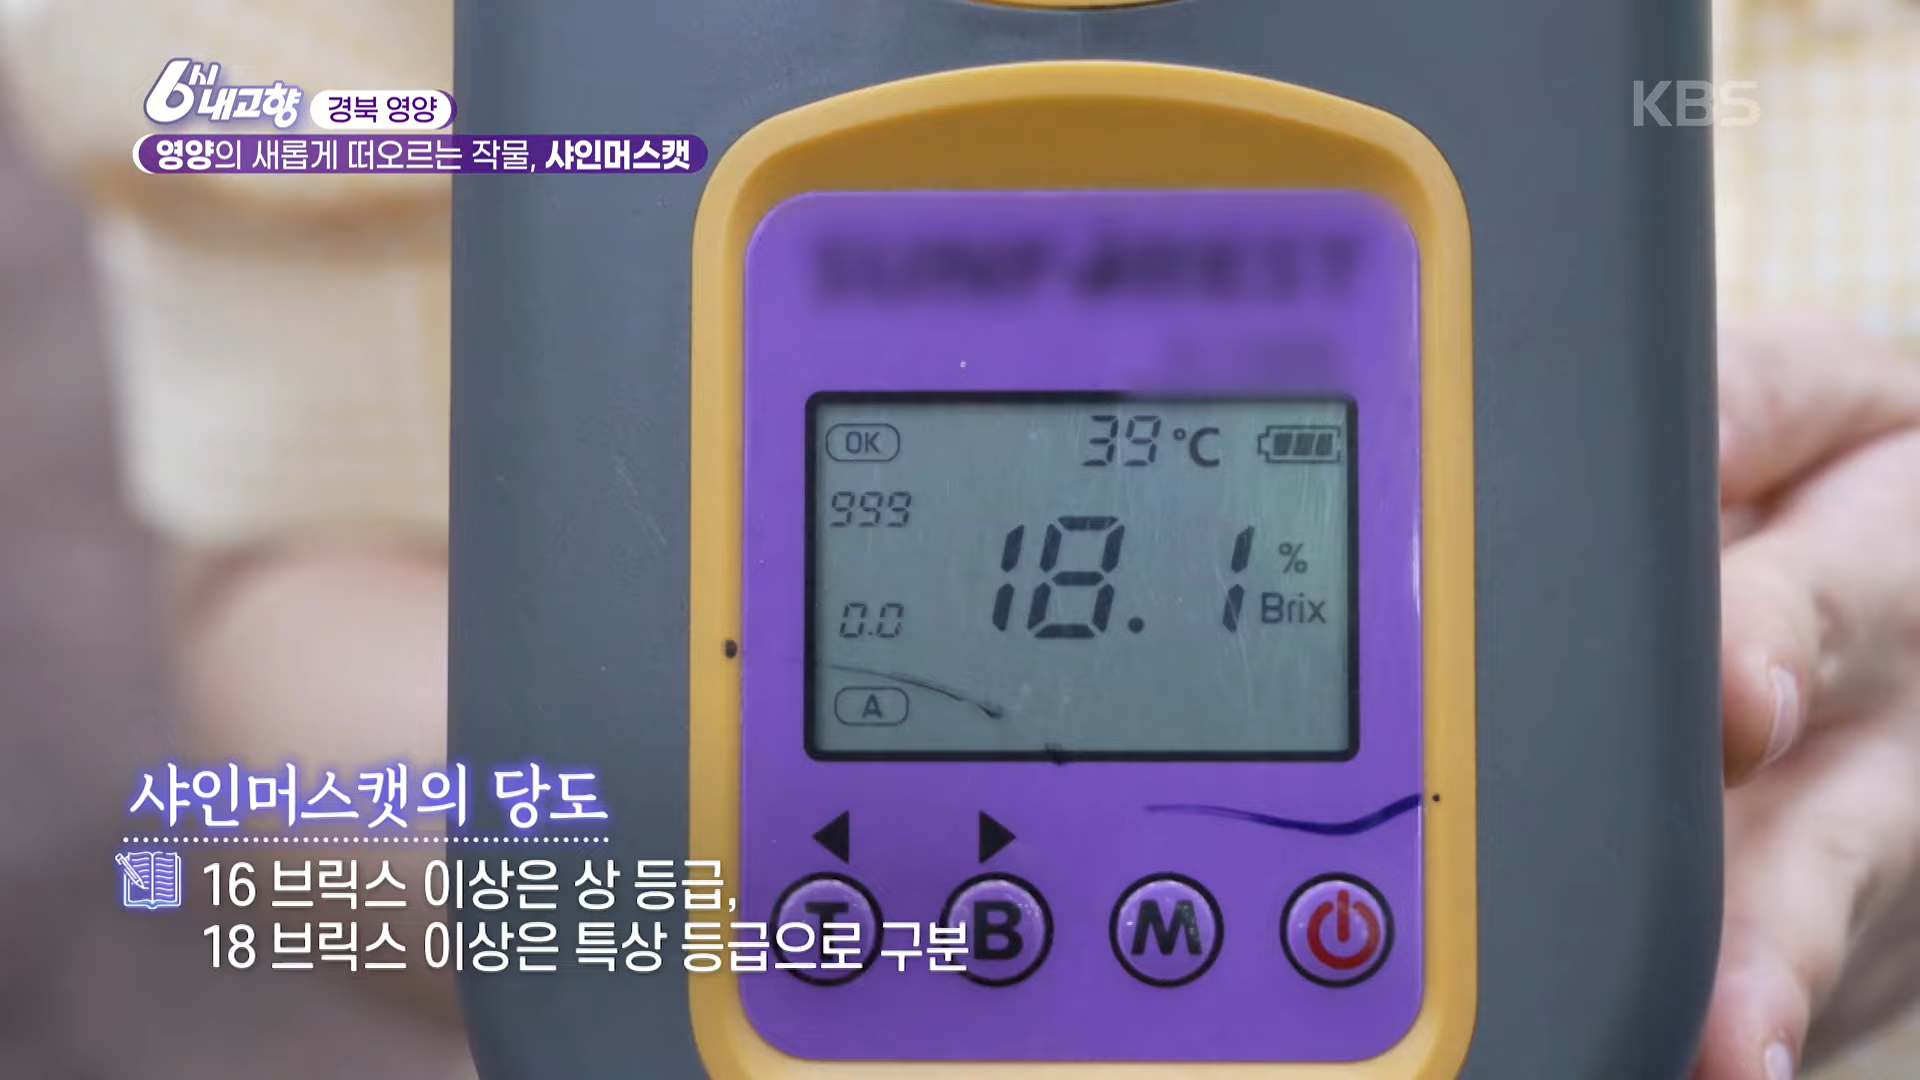 6시 내고향 경북 영양
영양의 새롭게 떠오르는 작물, 샤인머스캣
KBS
OK
39 °C
999
18.1 % Brix
0.0
A
샤인머스캣의 당도
16 브릭스 이상은 상 등급,
18 브릭스 이상은 특상 등급으로 구분
T B M